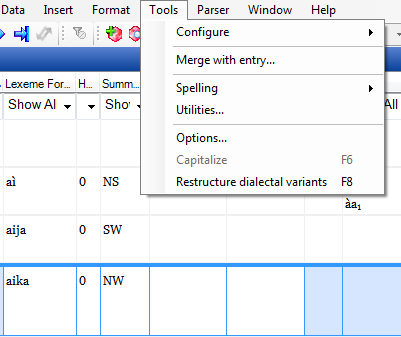 Data Insert Format Tools Parser Window Help
Configure
Merge with entry...
Spelling
Utilities...
Options...
Capitalize F6
Restructure dialectal variants F8
Lexeme For... H... Summ...
Show Al Sho All
aì 0 NS
àa₁
aija 0 SW
aika 0 NW